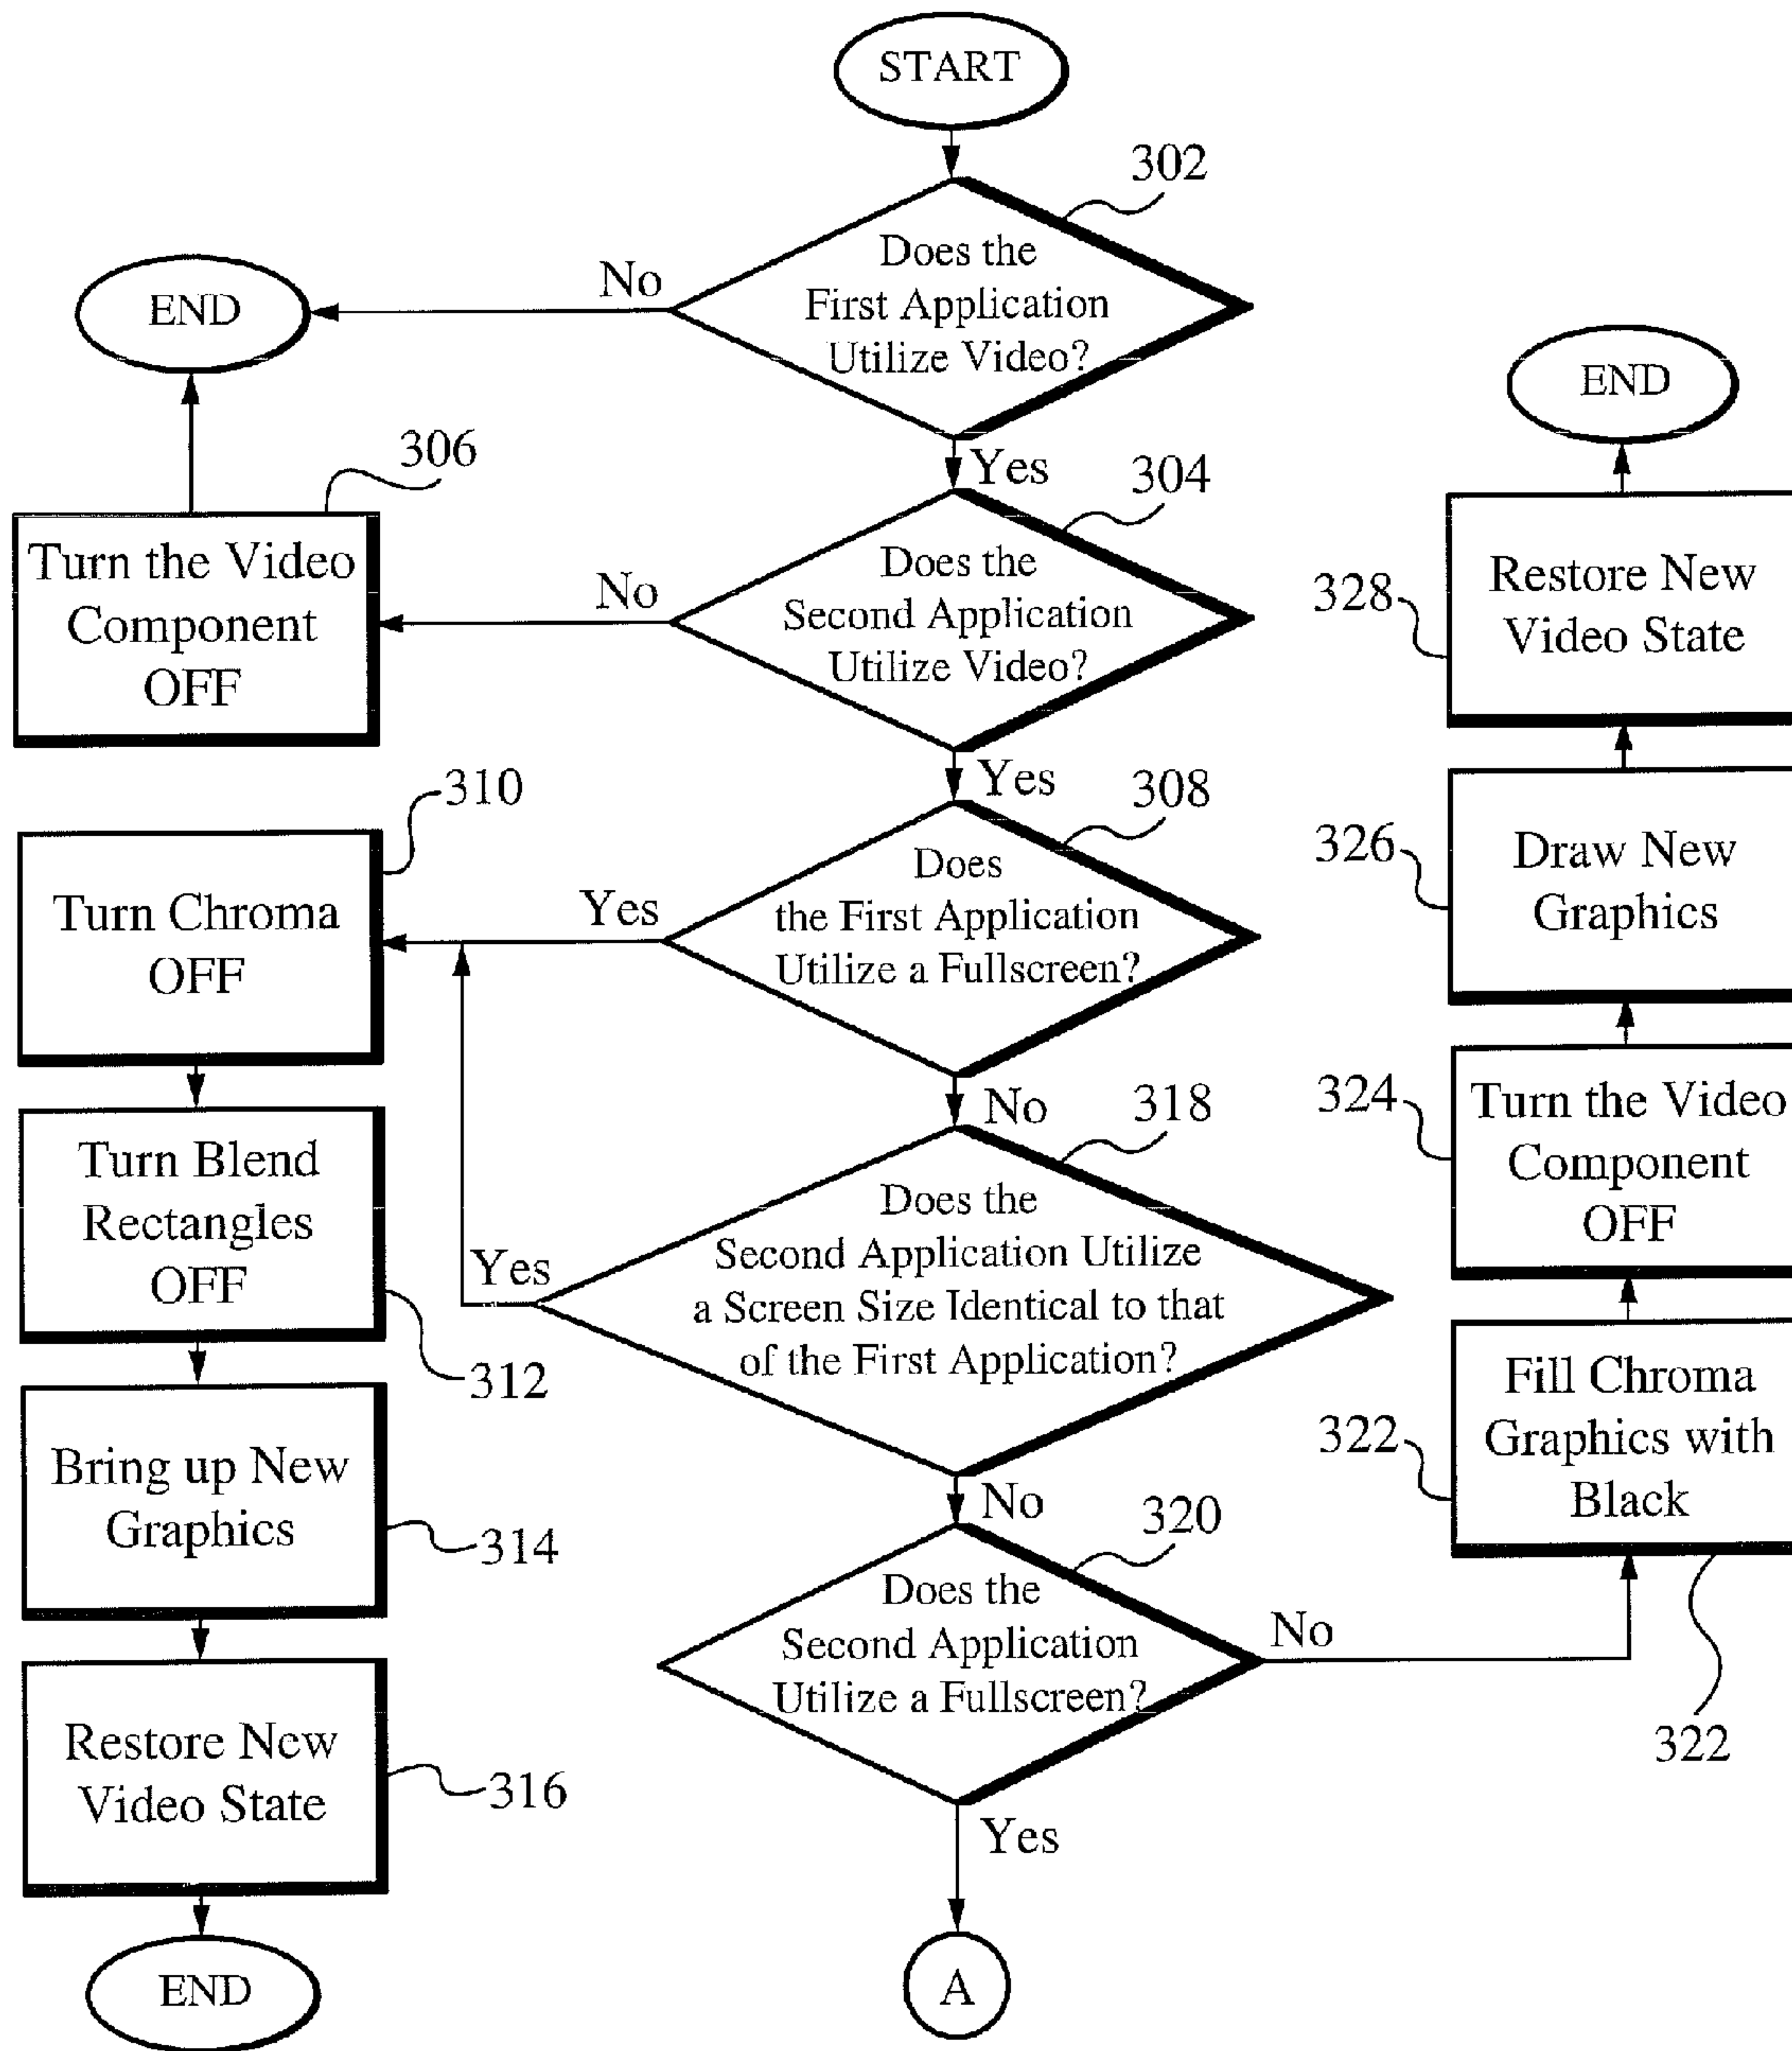 START
302
Does the
First Application
Utilize Video?
No
END
Yes
304
Does the
Second Application
Utilize Video?
No
306
Turn the Video
Component
OFF
Yes
308
Does
the First Application
Utilize a Fullscreen?
Yes
310
Turn Chroma
OFF
Turn Blend
Rectangles
OFF
312
Bring up New
Graphics
314
Restore New
Video State
316
END
No
318
Does the
Second Application Utilize
a Screen Size Identical to that
of the First Application?
Yes
No
320
Does the
Second Application
Utilize a Fullscreen?
Yes
A
No
322
Fill Chroma
Graphics with
Black
322
324
Turn the Video
Component
OFF
326
Draw New
Graphics
328
Restore New
Video State
END